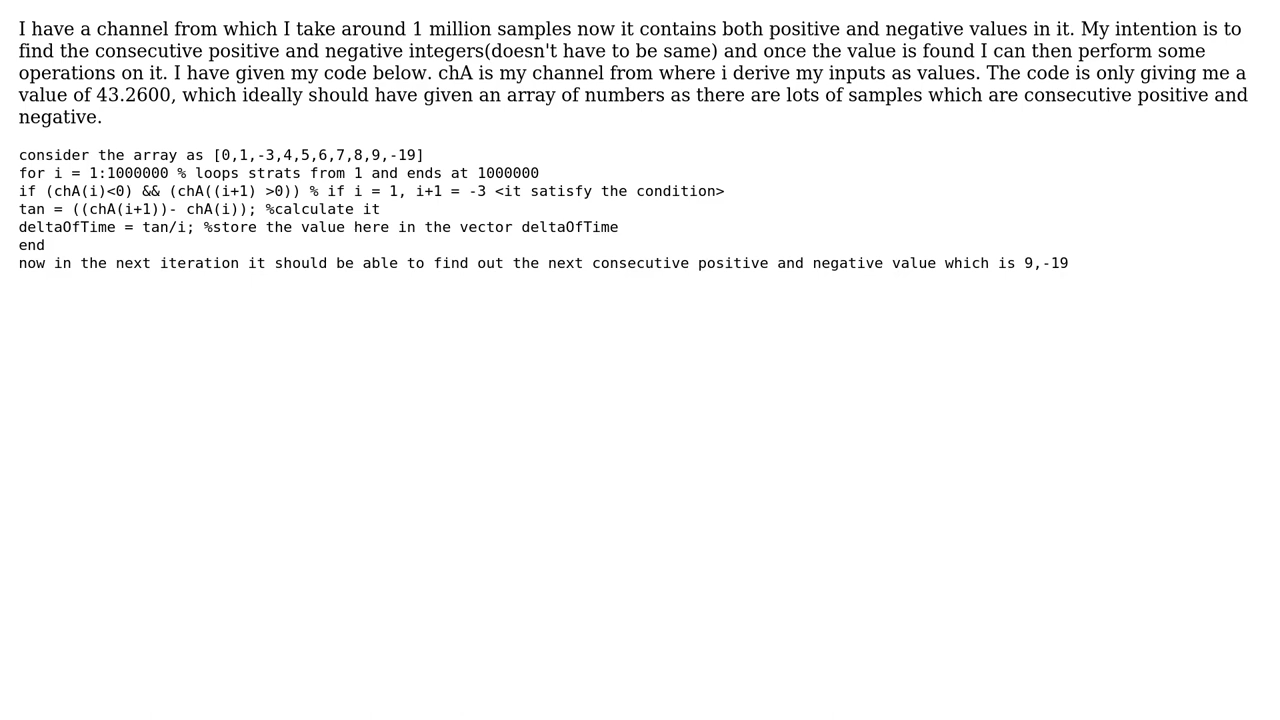 I have a channel from which I take around 1 million samples now it contains both positive and negative values in it. My intention is to
find the consecutive positive and negative integers(doesn't have to be same) and once the value is found I can then perform some
operations on it. I have given my code below. chA is my channel from where i derive my inputs as values. The code is only giving me a
value of 43.2600, which ideally should have given an array of numbers as there are lots of samples which are consecutive positive and
negative.
consider the array as [0,1,-3,4,5,6,7,8,9,-19]
for i = 1:1000000 % loops strats from 1 and ends at 1000000
if (chA(i)<0) && (chA((i+1) >0)) % if i = 1, i+1 = -3 <it satisfy the condition>
tan = ((chA(i+1))- chA(i)); %calculate it
deltaOfTime = tan/i; %store the value here in the vector deltaOfTime
end
now in the next iteration it should be able to find out the next consecutive positive and negative value which is 9,-19